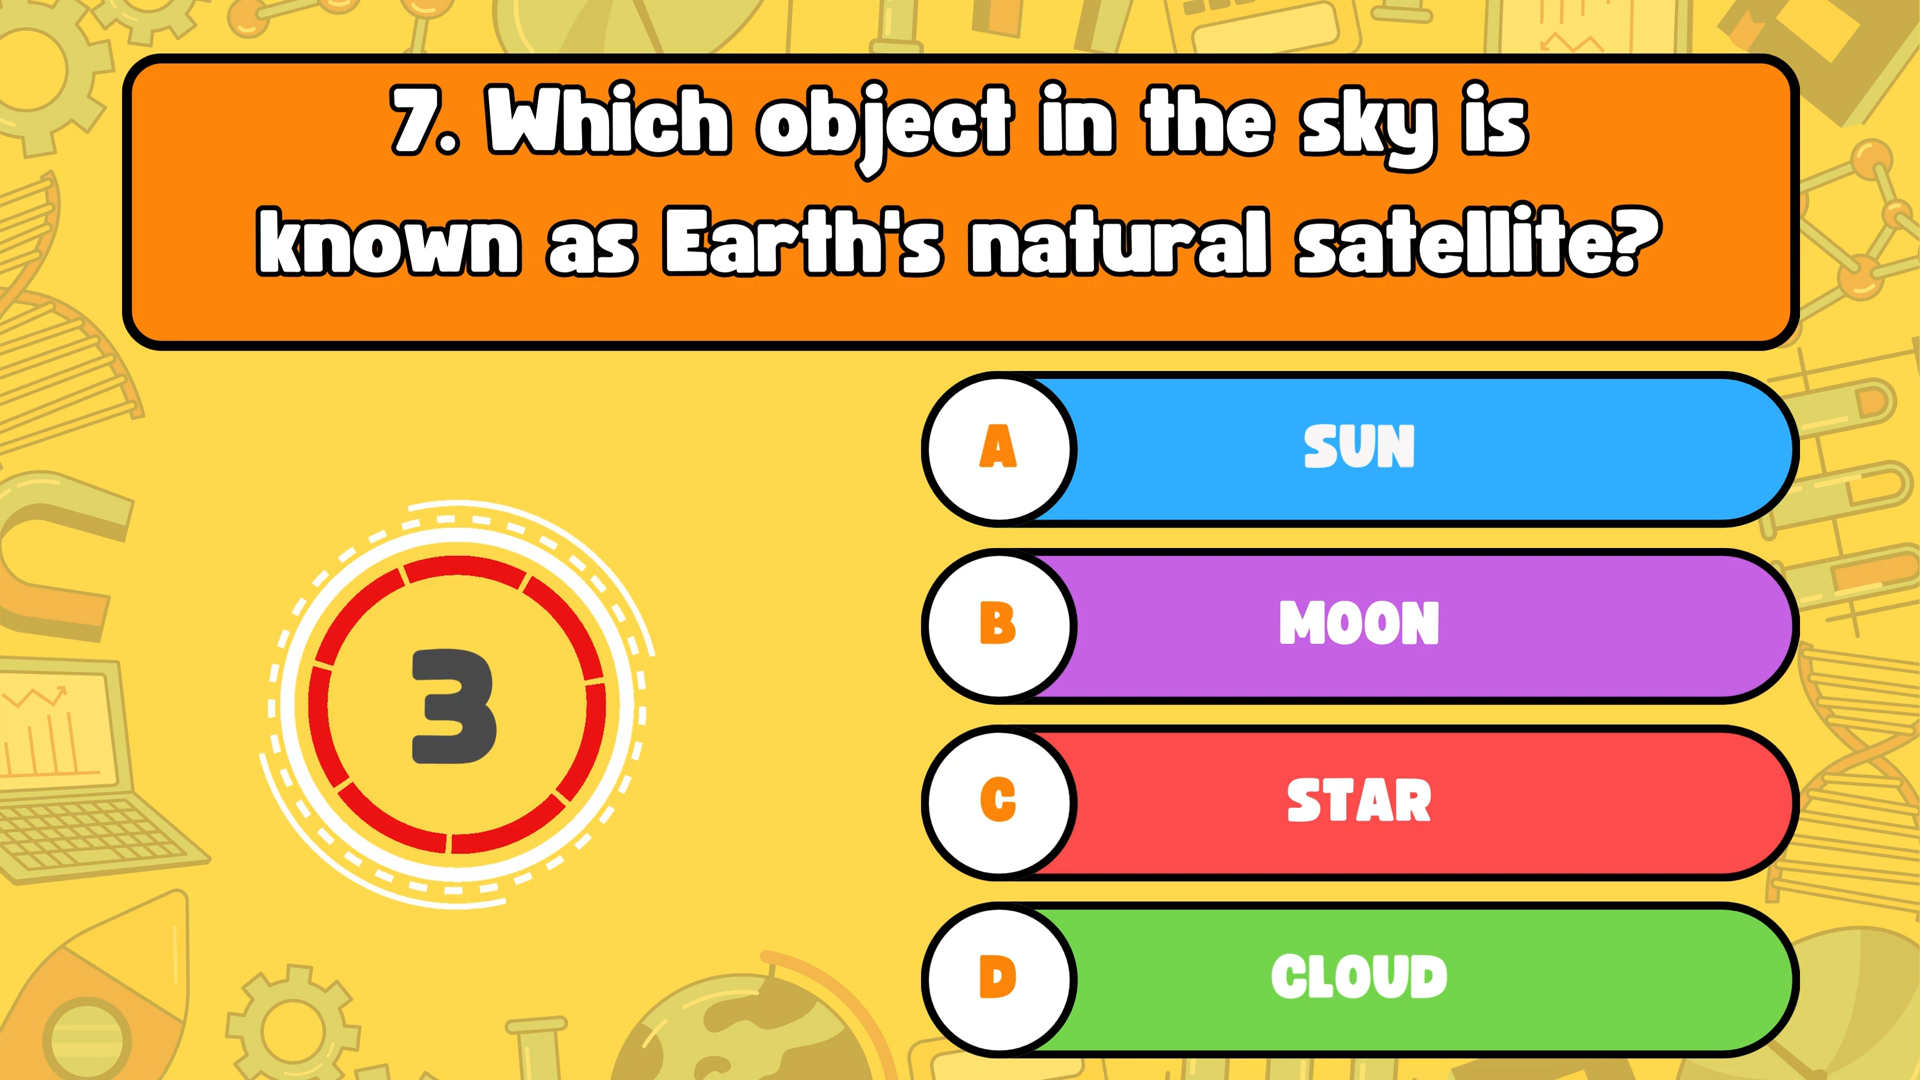 7. Which object in the sky is
known as Earth's natural satellite?
A SUN
B MOON
3
C STAR
D CLOUD